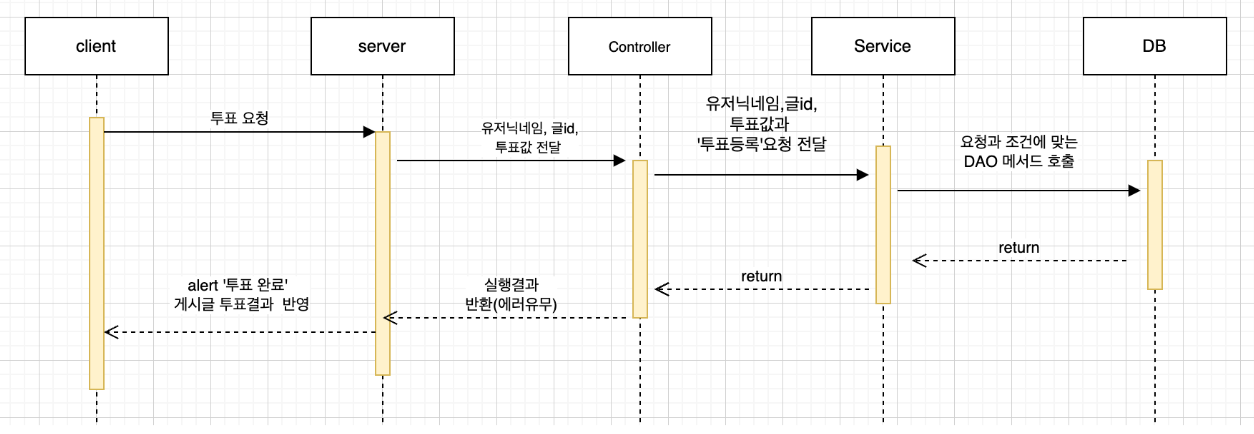 client
server
Controller
Service
DB
투표 요청
유저닉네임, 글id,
투표값 전달
유저닉네임,글id,
투표값과
'투표등록'요청 전달
요청과 조건에 맞는
DAO 메서드 호출
return
return
실행결과
반환(에러유무)
alert '투표 완료'
게시글 투표결과 반영